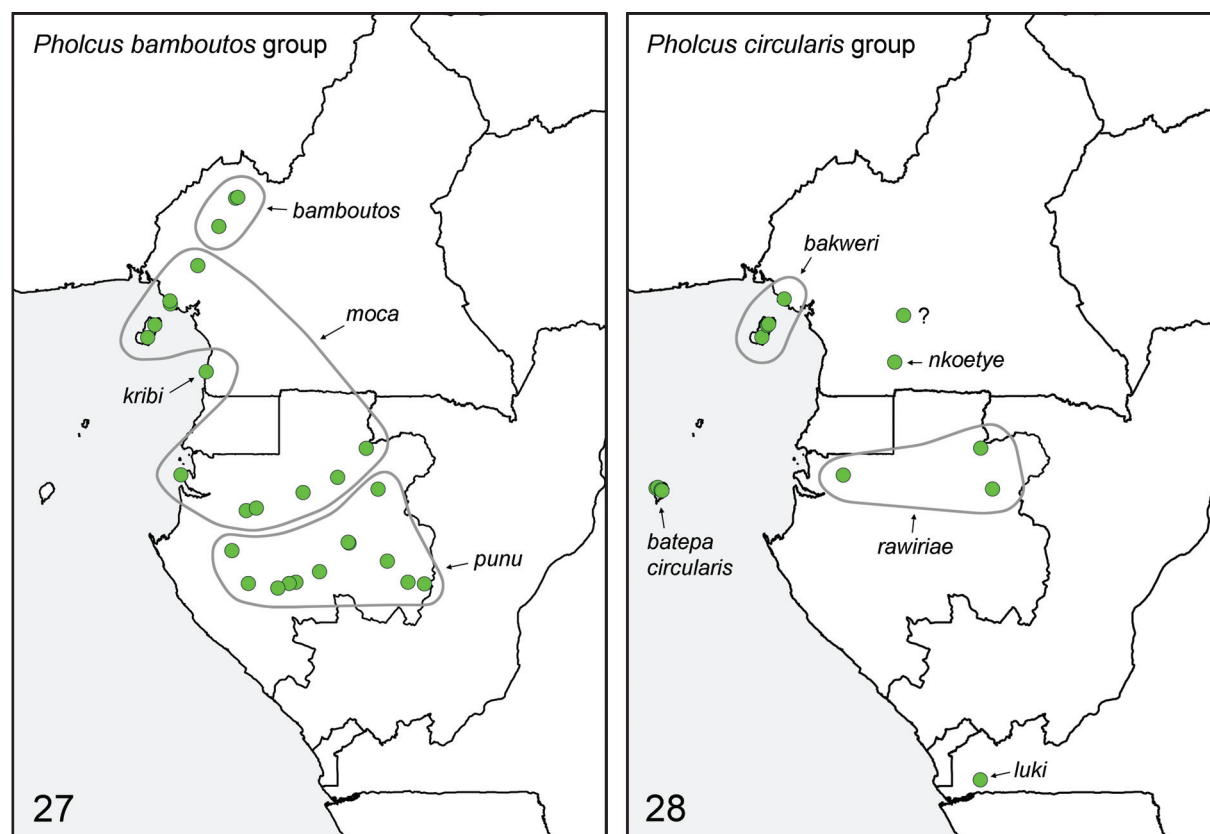 Pholcus bamboutos group
bamboutos
moca
kribi
punu
27
Pholcus circularis group
bakweri
?
nkoetye
batepa
circularis
rawiriae
luki
28